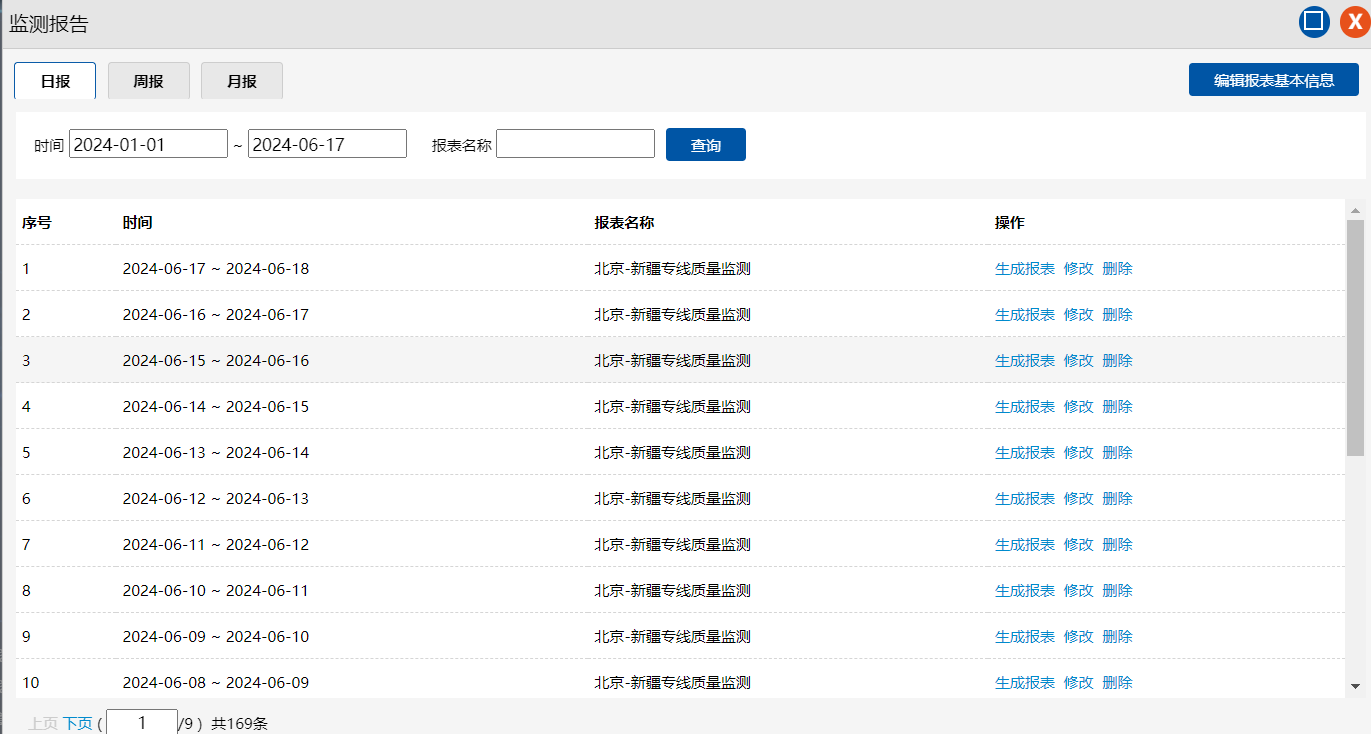 监测报告
X
日报 周报 月报 编辑报表基本信息
时间 2024-01-01 ~ 2024-06-17 报表名称 查询
序号 时间 报表名称 操作
1 2024-06-17 ~ 2024-06-18 北京-新疆专线质量监测 生成报表 修改 删除
2 2024-06-16 ~ 2024-06-17 北京-新疆专线质量监测 生成报表 修改 删除
3 2024-06-15 ~ 2024-06-16 北京-新疆专线质量监测 生成报表 修改 删除
4 2024-06-14 ~ 2024-06-15 北京-新疆专线质量监测 生成报表 修改 删除
5 2024-06-13 ~ 2024-06-14 北京-新疆专线质量监测 生成报表 修改 删除
6 2024-06-12 ~ 2024-06-13 北京-新疆专线质量监测 生成报表 修改 删除
7 2024-06-11 ~ 2024-06-12 北京-新疆专线质量监测 生成报表 修改 删除
8 2024-06-10 ~ 2024-06-11 北京-新疆专线质量监测 生成报表 修改 删除
9 2024-06-09 ~ 2024-06-10 北京-新疆专线质量监测 生成报表 修改 删除
10 2024-06-08 ~ 2024-06-09 北京-新疆专线质量监测 生成报表 修改 删除
上页 下页 ( 1 /9 ) 共169条